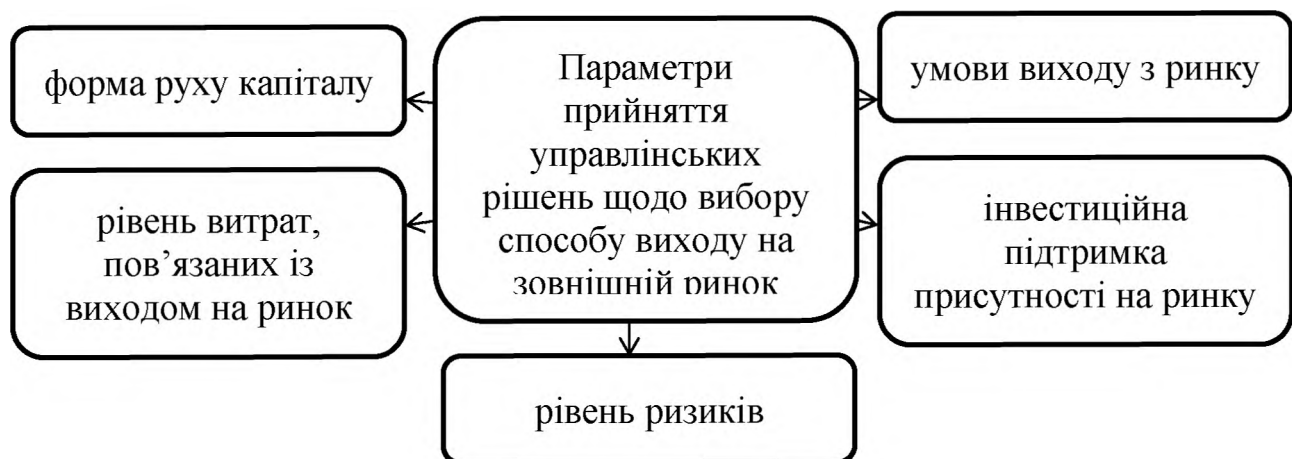 форма руху капіталу
рівень витрат,
пов’язаних із
виходом на ринок
Параметри
прийняття
управлінських
рішень щодо вибору
способу виходу на
зовнішній ринок
рівень ризиків
умови виходу з ринку
інвестиційна
підтримка
присутності на ринку